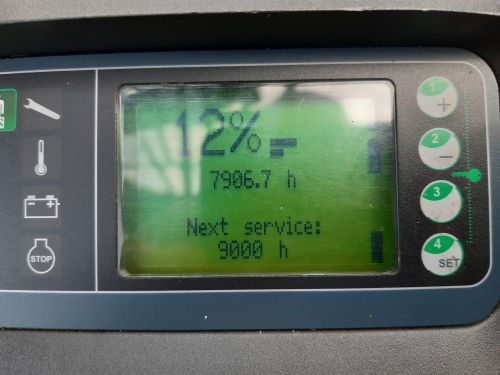 12%
7906.7 h
Next service:
9000 h
STOP
1
+
2
−
3
4
SET